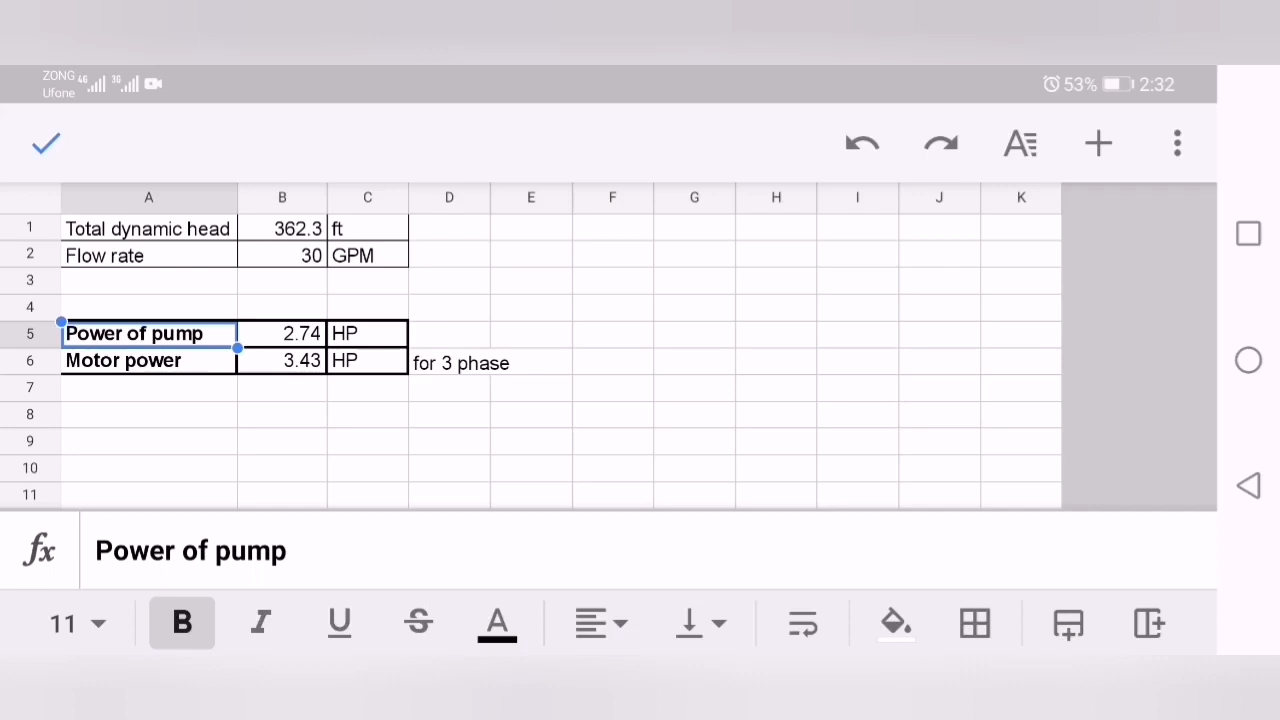 ZONG 4G 3G 53% 2:32
Ufone
A B C D E F G H I J K
1 Total dynamic head 362.3 ft
2 Flow rate 30 GPM
3
4
5 Power of pump 2.74 HP
6 Motor power 3.43 HP for 3 phase
7
8
9
10
11
fx Power of pump
11 B I U S A